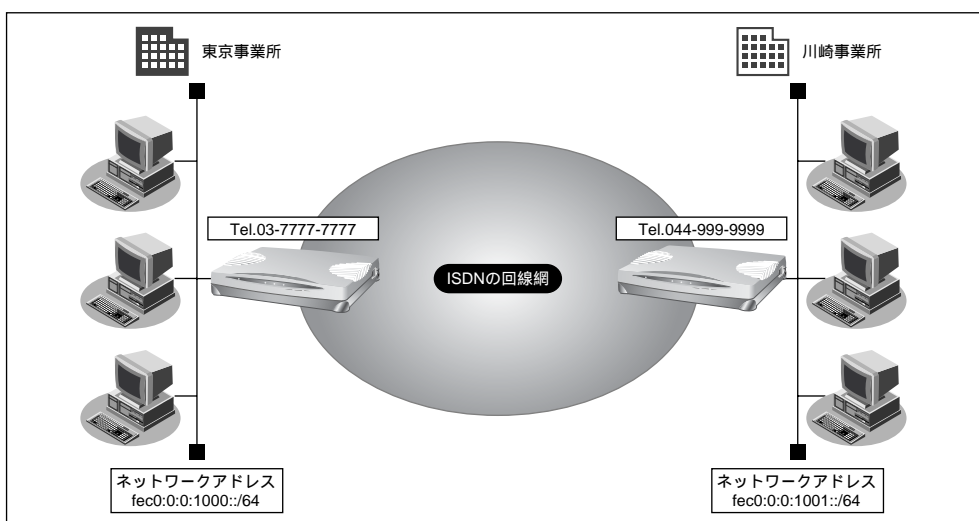 東京事業所
川崎事業所
Tel.03-7777-7777
Tel.044-999-9999
ISDNの回線網
ネットワークアドレス
fec0:0:0:1000::/64
ネットワークアドレス
fec0:0:0:1001::/64